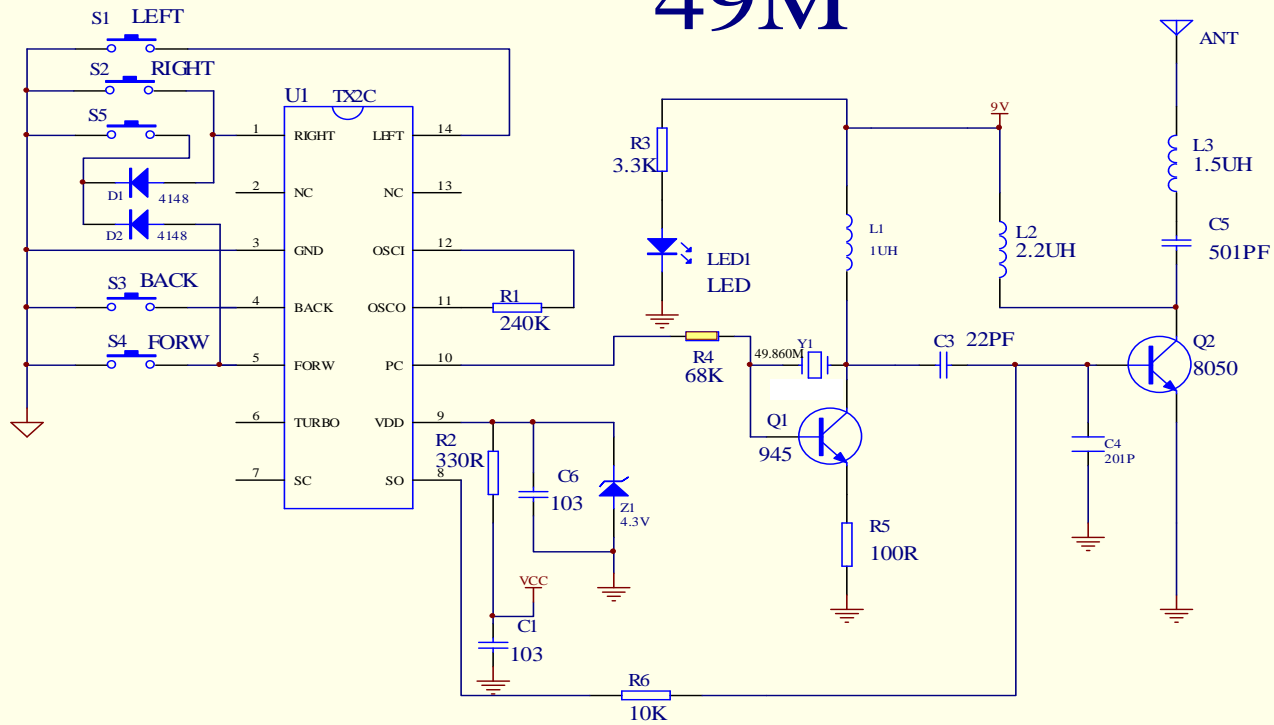 49M
S1 LEFT
S2 RIGHT
S5
D1 4148
D2 4148
S3 BACK
S4 FORW
U1 TX2C
1 RIGHT LEFT 14
2 NC NC 13
3 GND OSCI 12
4 BACK OSCO 11
5 FORW PC 10
6 TURBO VDD 9
7 SC SO 8
R1
240K
R2
330R
C6
103
Z1
4.3V
VCC
C1
103
R6
10K
R3
3.3K
LED1
LED
R4
68K
49.860M
Y1
L1
1UH
9V
L2
2.2UH
Q1
945
R5
100R
C3 22PF
C4
201P
Q2
8050
ANT
L3
1.5UH
C5
501PF